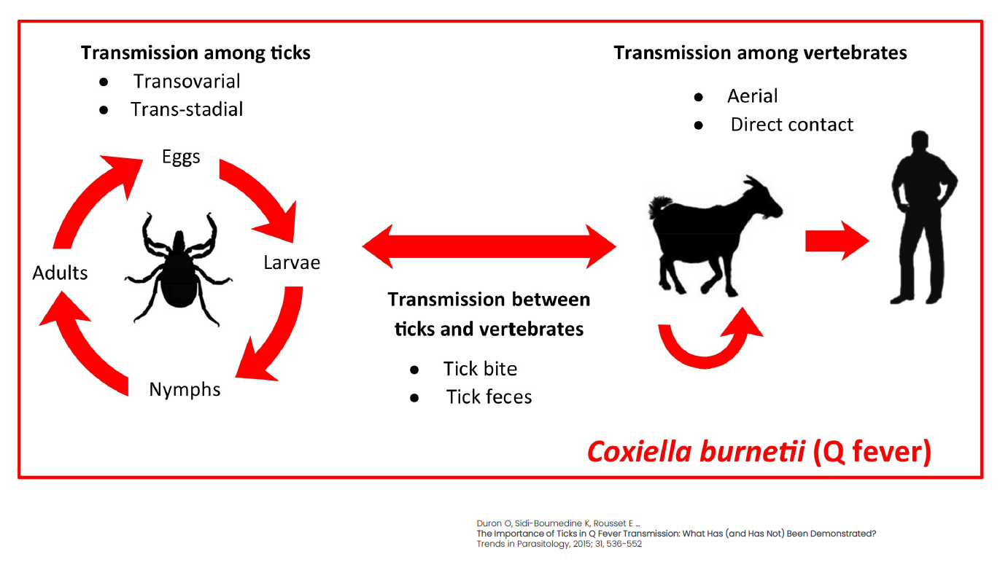 Transmission among ticks
● Transovarial
● Trans-stadial
Eggs
Larvae
Nymphs
Adults
Transmission between
ticks and vertebrates
● Tick bite
● Tick feces
Transmission among vertebrates
● Aerial
● Direct contact
Coxiella burnetii (Q fever)
Duron O, Sidi-Boumedine K, Rousset E ...
The Importance of Ticks in Q Fever Transmission: What Has (and Has Not) Been Demonstrated?
Trends in Parasitology, 2015; 31, 536-552